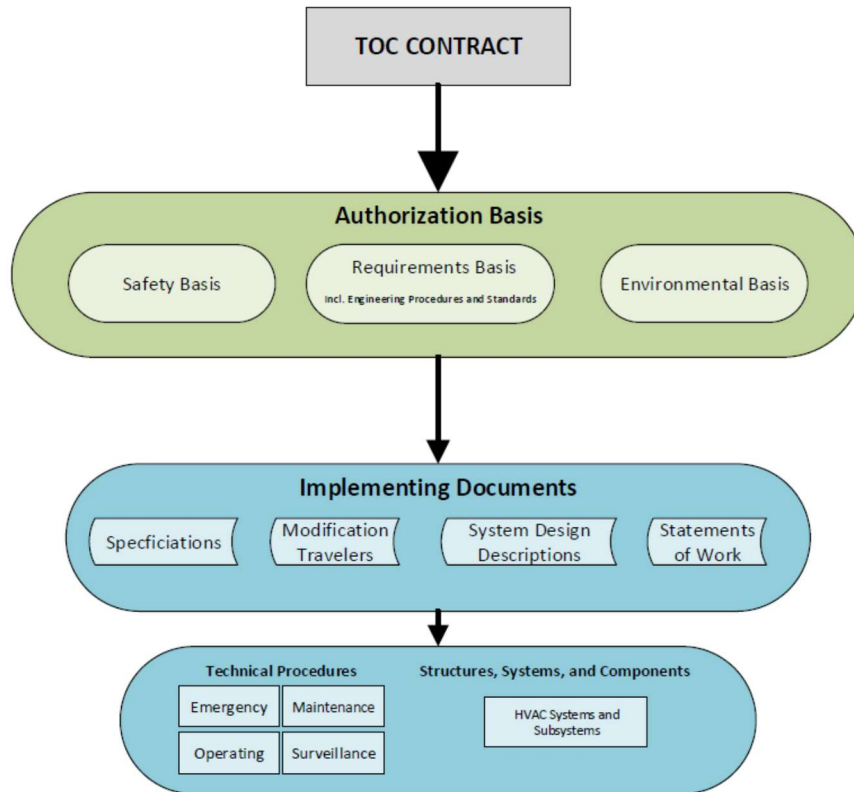 TOC CONTRACT
Authorization Basis
Safety Basis
Requirements Basis
Incl. Engineering Procedures and Standards
Environmental Basis
Implementing Documents
Specficiations
Modification
Travelers
System Design
Descriptions
Statements
of Work
Technical Procedures
Emergency
Maintenance
Operating
Surveillance
Structures, Systems, and Components
HVAC Systems and
Subsystems